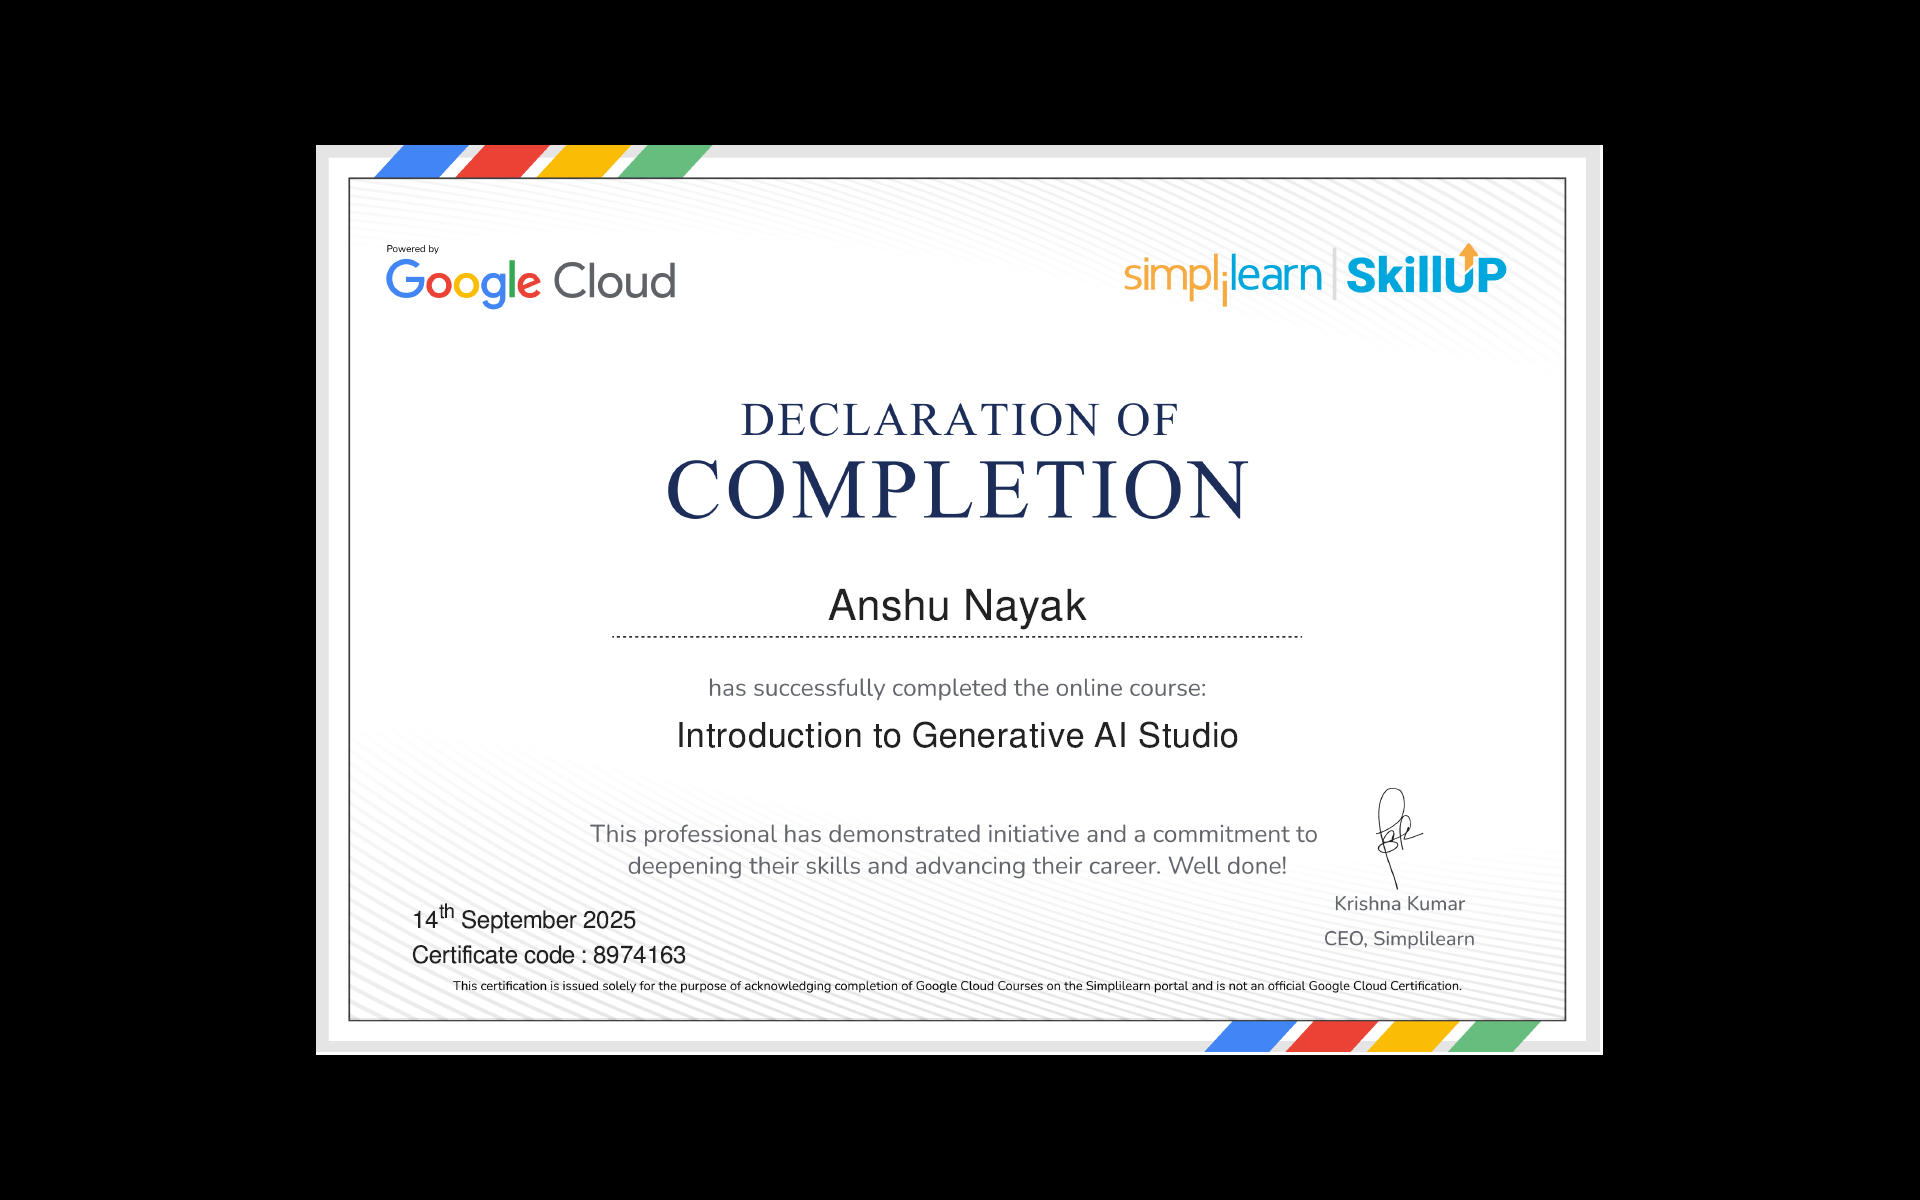 Powered by
Google Cloud
simplilearn | SkillUP
DECLARATION OF
COMPLETION
Anshu Nayak
has successfully completed the online course:
Introduction to Generative AI Studio
This professional has demonstrated initiative and a commitment to
deepening their skills and advancing their career. Well done!
14th September 2025
Certificate code : 8974163
Krishna Kumar
CEO, Simplilearn
This certification is issued solely for the purpose of acknowledging completion of Google Cloud Courses on the Simplilearn portal and is not an official Google Cloud Certification.